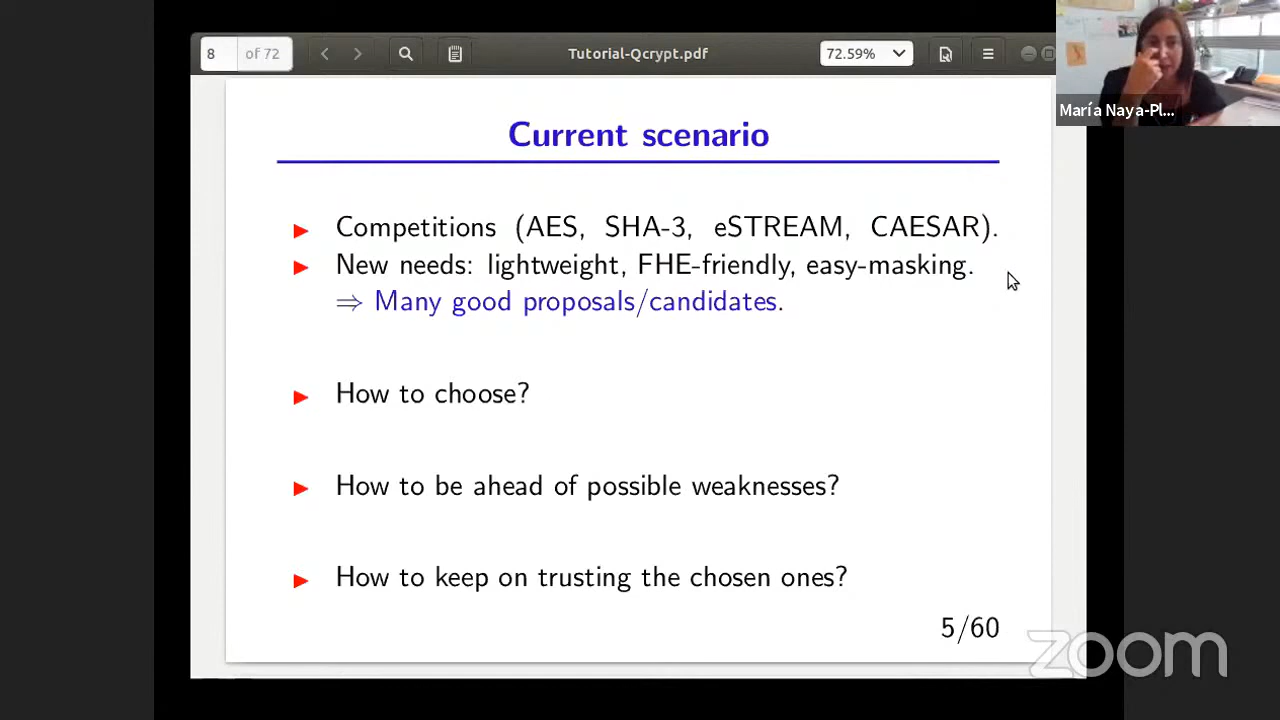 8 of 72
Tutorial-Qcrypt.pdf
72.59%
María Naya-Pl...
Current scenario
▶ Competitions (AES, SHA-3, eSTREAM, CAESAR).
▶ New needs: lightweight, FHE-friendly, easy-masking.
⇒ Many good proposals/candidates.
▶ How to choose?
▶ How to be ahead of possible weaknesses?
▶ How to keep on trusting the chosen ones?
5/60
zoom